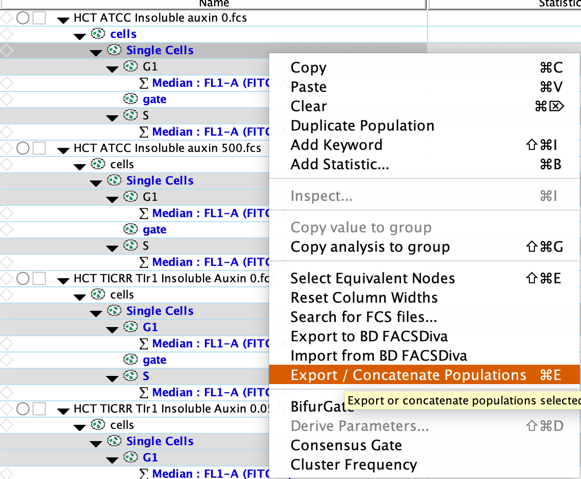 Name Statistic
HCT ATCC Insoluble auxin 0.fcs
cells
Single Cells
G1
Σ Median : FL1-A (FITC
gate
S
Σ Median : FL1-A (FITC
HCT ATCC Insoluble auxin 500.fcs
cells
Single Cells
G1
Σ Median : FL1-A (FITC
gate
S
Σ Median : FL1-A (FITC
HCT TICRR TIr1 Insoluble Auxin 0.fc
cells
Single Cells
G1
Σ Median : FL1-A (FITC
gate
S
Σ Median : FL1-A (FITC
HCT TICRR TIr1 Insoluble Auxin 0.05
cells
Single Cells
G1
Σ Median : FL1-A (FITC
Copy ⌘C
Paste ⌘V
Clear ⌘⌦
Duplicate Population
Add Keyword ⇧⌘I
Add Statistic... ⌘B
Inspect... ⌘I
Copy value to group
Copy analysis to group ⇧⌘G
Select Equivalent Nodes ⇧⌘E
Reset Column Widths
Search for FCS files...
Export to BD FACSDiva
Import from BD FACSDiva
Export / Concatenate Populations ⌘E
Export or concatenate populations selected
BifurGate
Derive Parameters... ⇧⌘D
Consensus Gate
Cluster Frequency